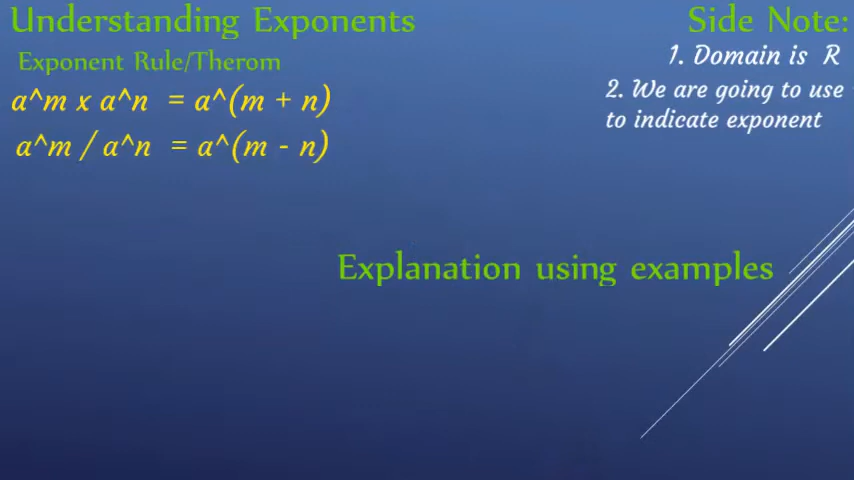 Understanding Exponents
Exponent Rule/Therom
a^m x a^n = a^(m + n)
a^m / a^n = a^(m - n)
Side Note:
1. Domain is R
2. We are going to use
to indicate exponent
Explanation using examples